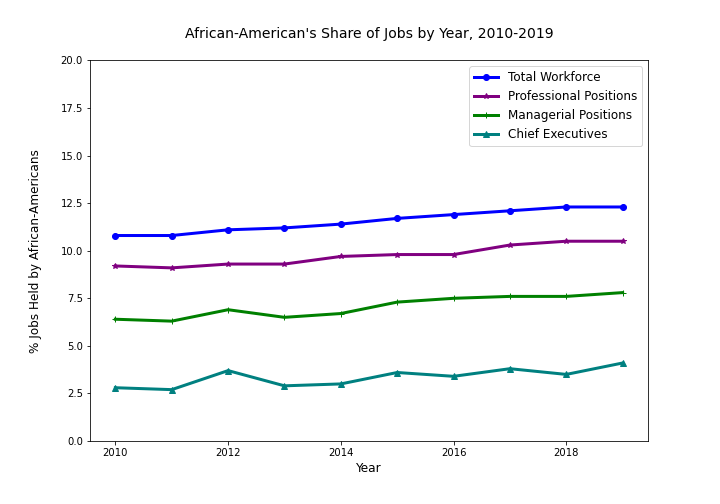 African-American's Share of Jobs by Year, 2010-2019
% Jobs Held by African-Americans
20.0
17.5
15.0
12.5
10.0
7.5
5.0
2.5
0.0
Total Workforce
Professional Positions
Managerial Positions
Chief Executives
2010 2012 2014 2016 2018
Year